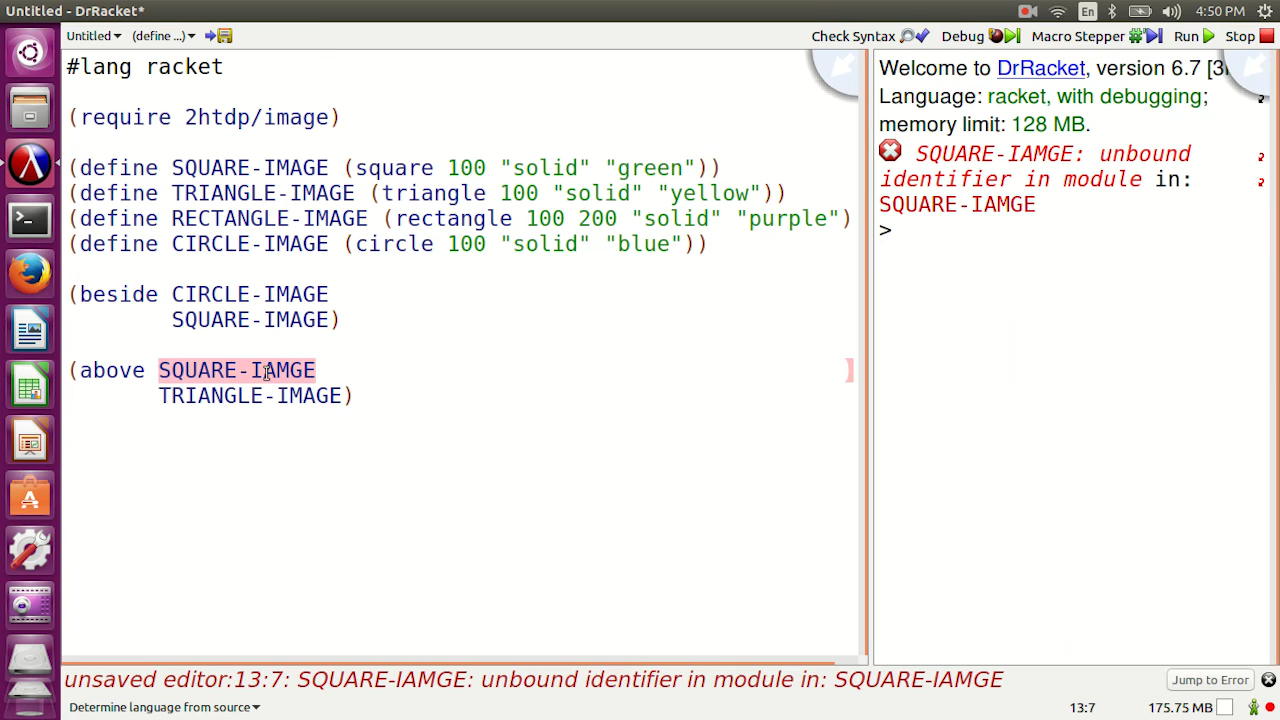 Untitled - DrRacket*
En
4:50 PM
Untitled
(define ...)
Check Syntax
Debug
Macro Stepper
Run
Stop
#lang racket
(require 2htdp/image)
(define SQUARE-IMAGE (square 100 "solid" "green"))
(define TRIANGLE-IMAGE (triangle 100 "solid" "yellow"))
(define RECTANGLE-IMAGE (rectangle 100 200 "solid" "purple")
(define CIRCLE-IMAGE (circle 100 "solid" "blue"))
(beside CIRCLE-IMAGE
SQUARE-IMAGE)
(above SQUARE-IAMGE
TRIANGLE-IMAGE)
Welcome to DrRacket, version 6.7 [3
Language: racket, with debugging;
memory limit: 128 MB.
SQUARE-IAMGE: unbound
identifier in module in:
SQUARE-IAMGE
>
unsaved editor:13:7: SQUARE-IAMGE: unbound identifier in module in: SQUARE-IAMGE
Jump to Error
Determine language from source
13:7
175.75 MB